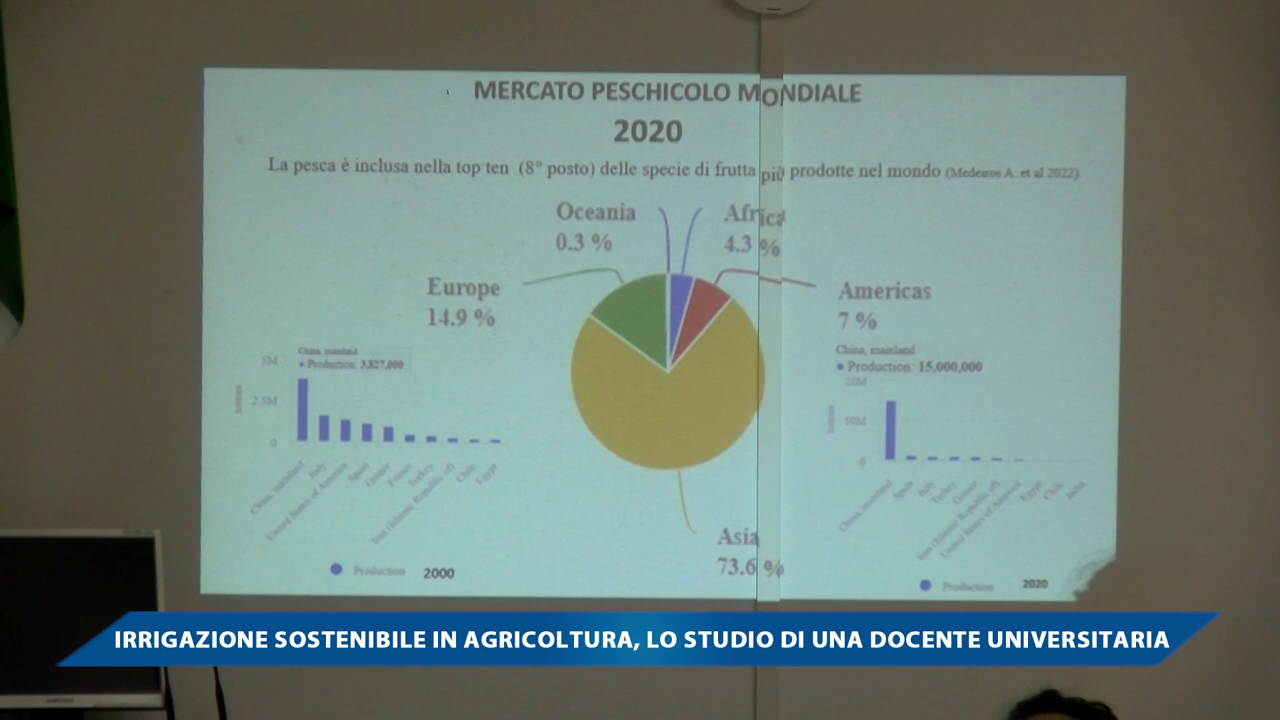 MERCATO PESCHICOLO MONDIALE
2020
La pesca è inclusa nella top ten (8° posto) delle specie di frutta più prodotte nel mondo (Medeiros A. et al 2022)
Oceania
0.3 %
Africa
4.3 %
Europe
14.9 %
Americas
7 %
China, mainland
Production: 3,827,000
5M
2.5M
0
tonnes
China, mainland
Italy
United States of America
Spain
Greece
France
Turkey
Iran (Islamic Republic of)
Chile
Egypt
Production 2000
China, mainland
Production: 15,000,000
20M
10M
0
tonnes
China, mainland
Spain
Italy
Turkey
Greece
Iran (Islamic Republic of)
United States of America
Egypt
Chile
India
Production 2020
Asia
73.6 %
IRRIGAZIONE SOSTENIBILE IN AGRICOLTURA, LO STUDIO DI UNA DOCENTE UNIVERSITARIA
SAMSUNG